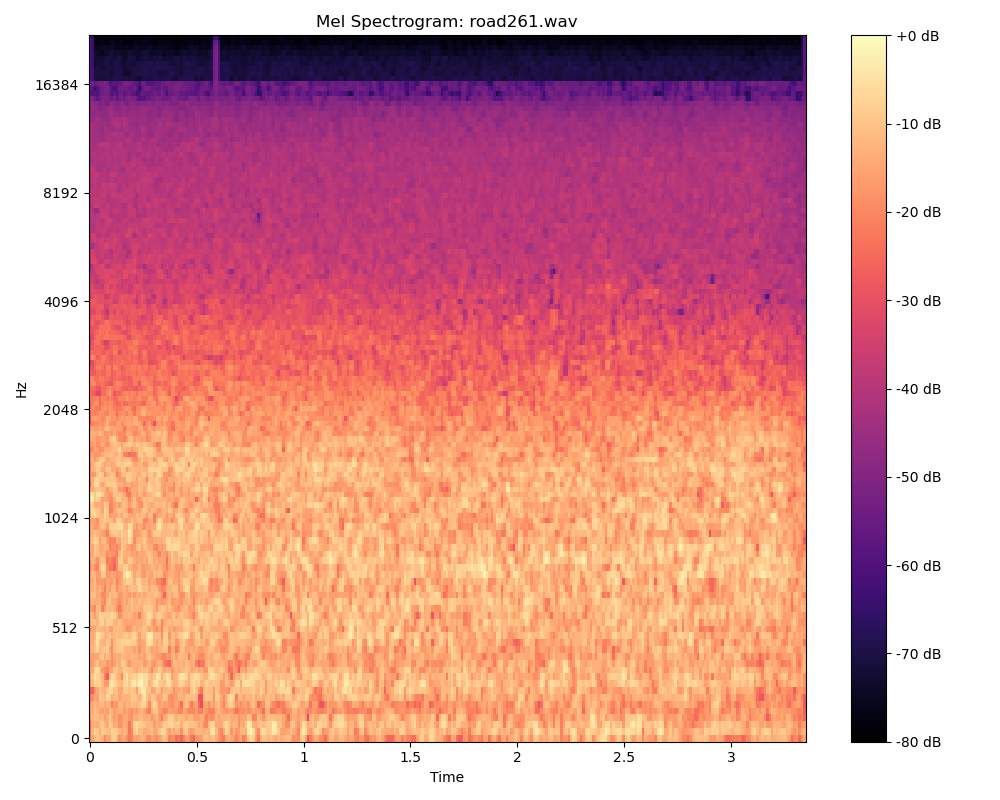 Mel Spectrogram: road261.wav
Hz
16384
8192
4096
2048
1024
512
0
0
0.5
1
1.5
2
2.5
3
Time
+0 dB
-10 dB
-20 dB
-30 dB
-40 dB
-50 dB
-60 dB
-70 dB
-80 dB